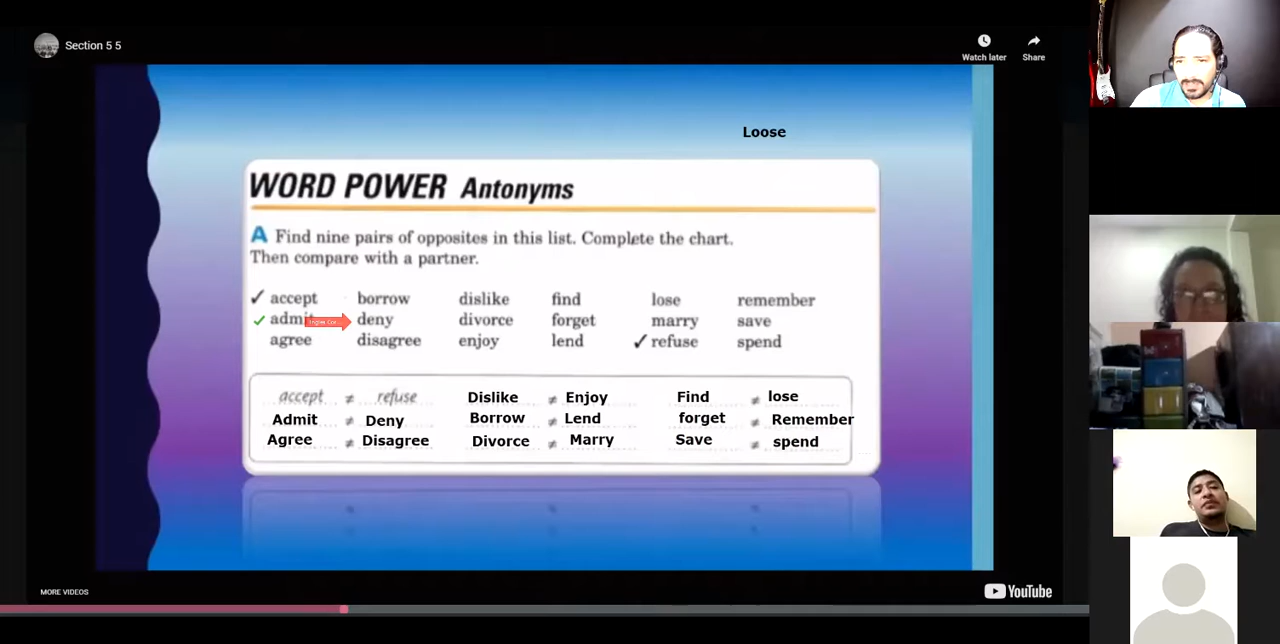 Section 5 5
Watch later
Share
Loose
WORD POWER Antonyms
A Find nine pairs of opposites in this list. Complete the chart.
Then compare with a partner.
✓ accept borrow dislike find lose remember
✓ admit deny divorce forget marry save
agree disagree enjoy lend ✓ refuse spend
accept ≠ refuse Dislike ≠ Enjoy Find ≠ lose
Admit ≠ Deny Borrow ≠ Lend forget ≠ Remember
Agree ≠ Disagree Divorce ≠ Marry Save ≠ spend
MORE VIDEOS
YouTube